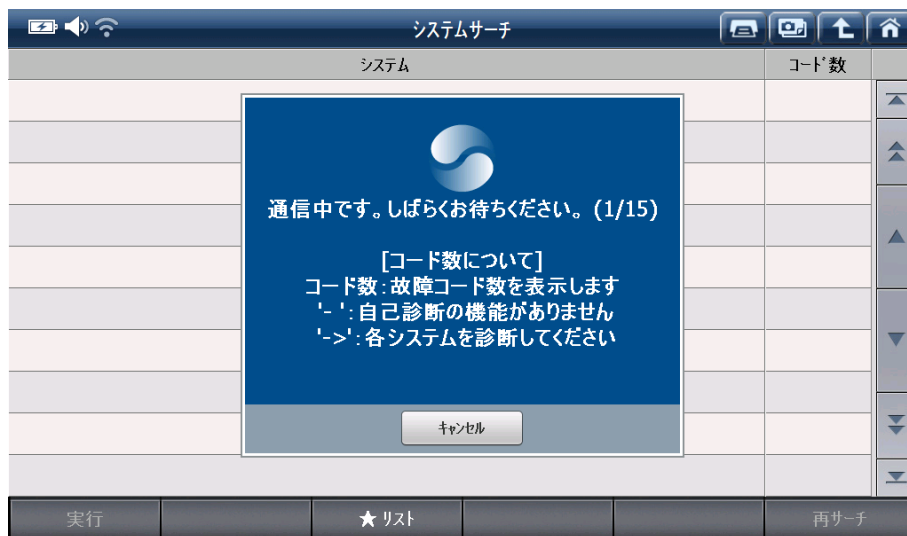 システムサーチ
システム
コード数
通信中です。しばらくお待ちください。(1/15)
[コード数について]
コード数:故障コード数を表示します
'- ':自己診断の機能がありません
'->':各システムを診断してください
キャンセル
実行
★ リスト
再サーチ